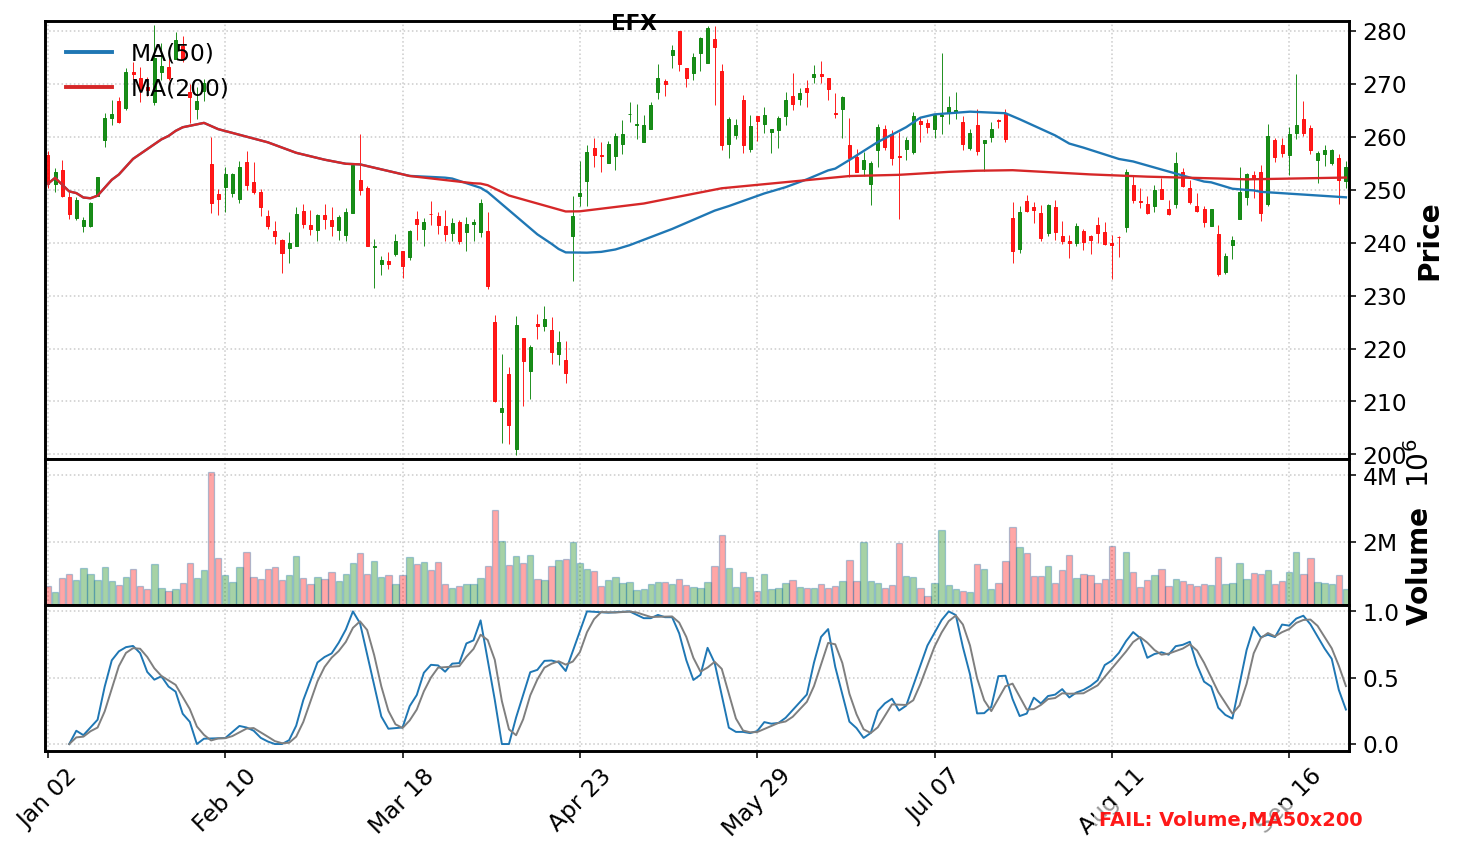 EFX
MA(50)
MA(200)
280
270
260
250
240
230
220
210
200
Price
4M
2M
Volume 10^6
1.0
0.5
0.0
Jan 02
Feb 10
Mar 18
Apr 23
May 29
Jul 07
Aug 11
Sep 16
FAIL: Volume,MA50x200